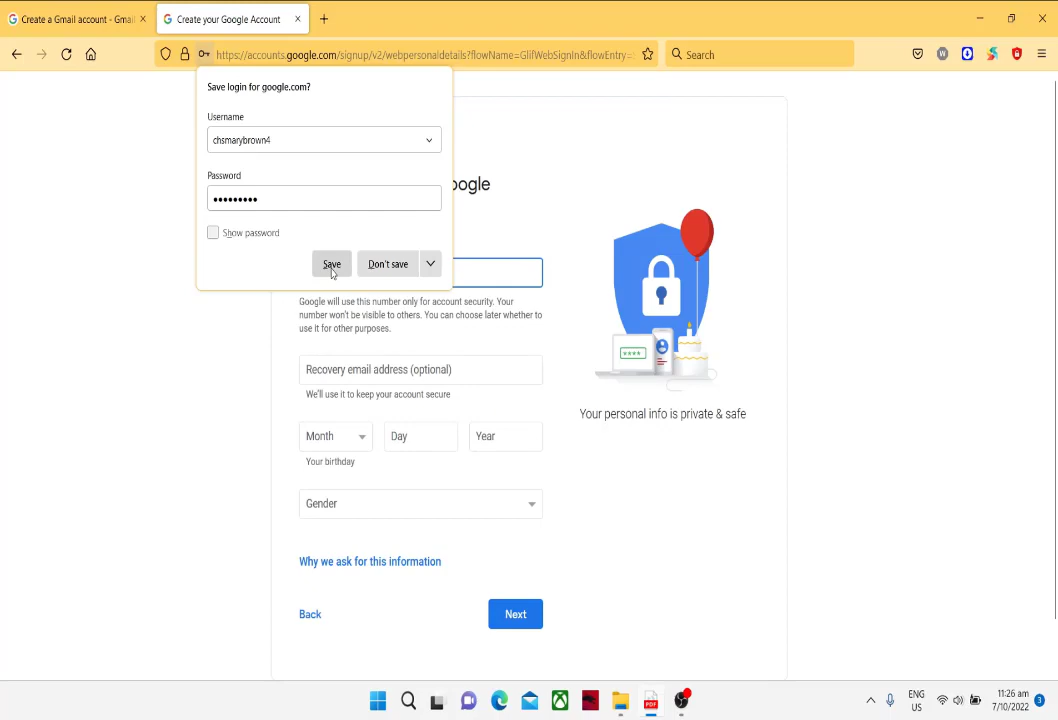 Create a Gmail account - Gmai
Create your Google Account
https://accounts.google.com/signup/v2/webpersonaldetails?flowName=GlifWebSignIn&flowEntry=
Search
Save login for google.com?
Username
chsmarybrown4
Password
•••••••••
Show password
Save
Don't save
oogle
Google will use this number only for account security. Your
number won't be visible to others. You can choose later whether to
use it for other purposes.
Recovery email address (optional)
We'll use it to keep your account secure
Month
Day
Year
Your birthday
Gender
Why we ask for this information
Back
Next
****
Your personal info is private & safe
W
PDF
ENG
US
11:26 am
7/10/2022
3